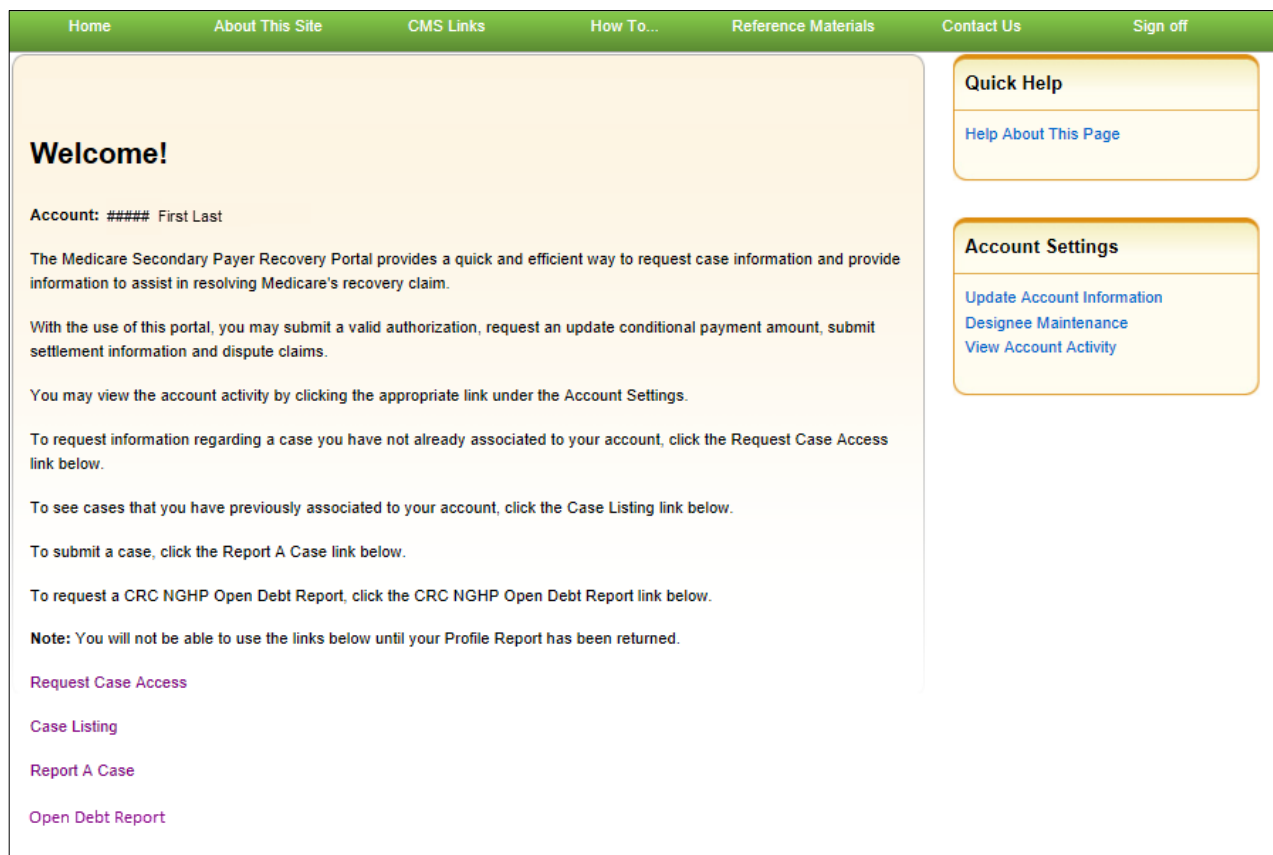 Home About This Site CMS Links How To... Reference Materials Contact Us Sign off
Welcome!
Account: ##### First Last
The Medicare Secondary Payer Recovery Portal provides a quick and efficient way to request case information and provide
information to assist in resolving Medicare's recovery claim.
With the use of this portal, you may submit a valid authorization, request an update conditional payment amount, submit
settlement information and dispute claims.
You may view the account activity by clicking the appropriate link under the Account Settings.
To request information regarding a case you have not already associated to your account, click the Request Case Access
link below.
To see cases that you have previously associated to your account, click the Case Listing link below.
To submit a case, click the Report A Case link below.
To request a CRC NGHP Open Debt Report, click the CRC NGHP Open Debt Report link below.
Note: You will not be able to use the links below until your Profile Report has been returned.
Request Case Access
Case Listing
Report A Case
Open Debt Report
Quick Help
Help About This Page
Account Settings
Update Account Information
Designee Maintenance
View Account Activity